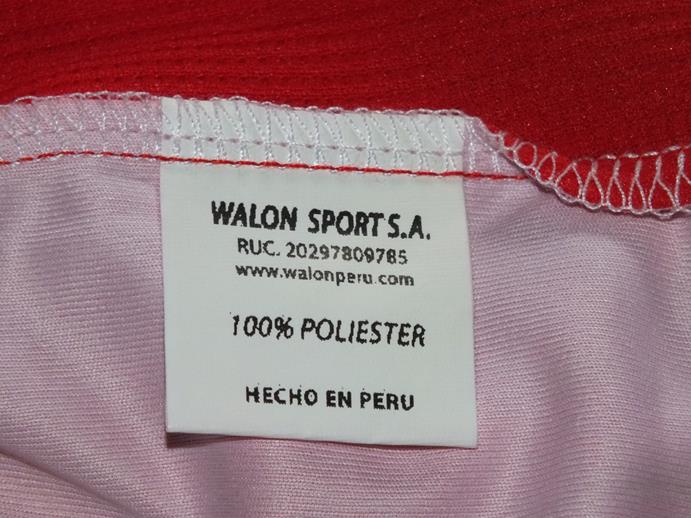 WALON SPORT S.A.
RUC. 20297809785
www.walonperu.com
100% POLIESTER
HECHO EN PERU